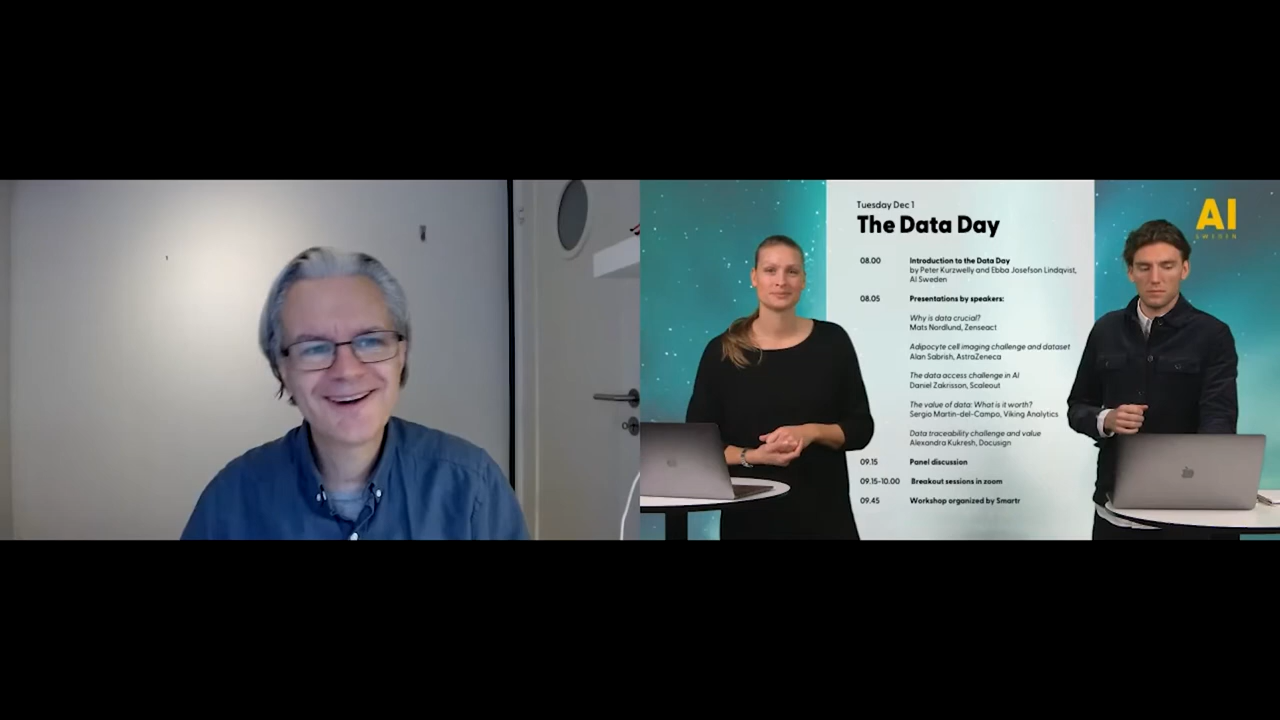 Tuesday Dec 1
The Data Day
AI
SWEDEN
08.00 Introduction to the Data Day
by Peter Kurzwelly and Ebba Josefson Lindqvist,
AI Sweden
08.05 Presentations by speakers:
Why is data crucial?
Mats Nordlund, Zenseact
Adipocyte cell imaging challenge and dataset
Alan Sabrish, AstraZeneca
The data access challenge in AI
Daniel Zakrisson, Scaleout
The value of data: What is it worth?
Sergio Martin-del-Campo, Viking Analytics
Data traceability challenge and value
Alexandra Kukresh, Docusign
09.15 Panel discussion
09.15-10.00 Breakout sessions in zoom
09.45 Workshop organized by Smartr